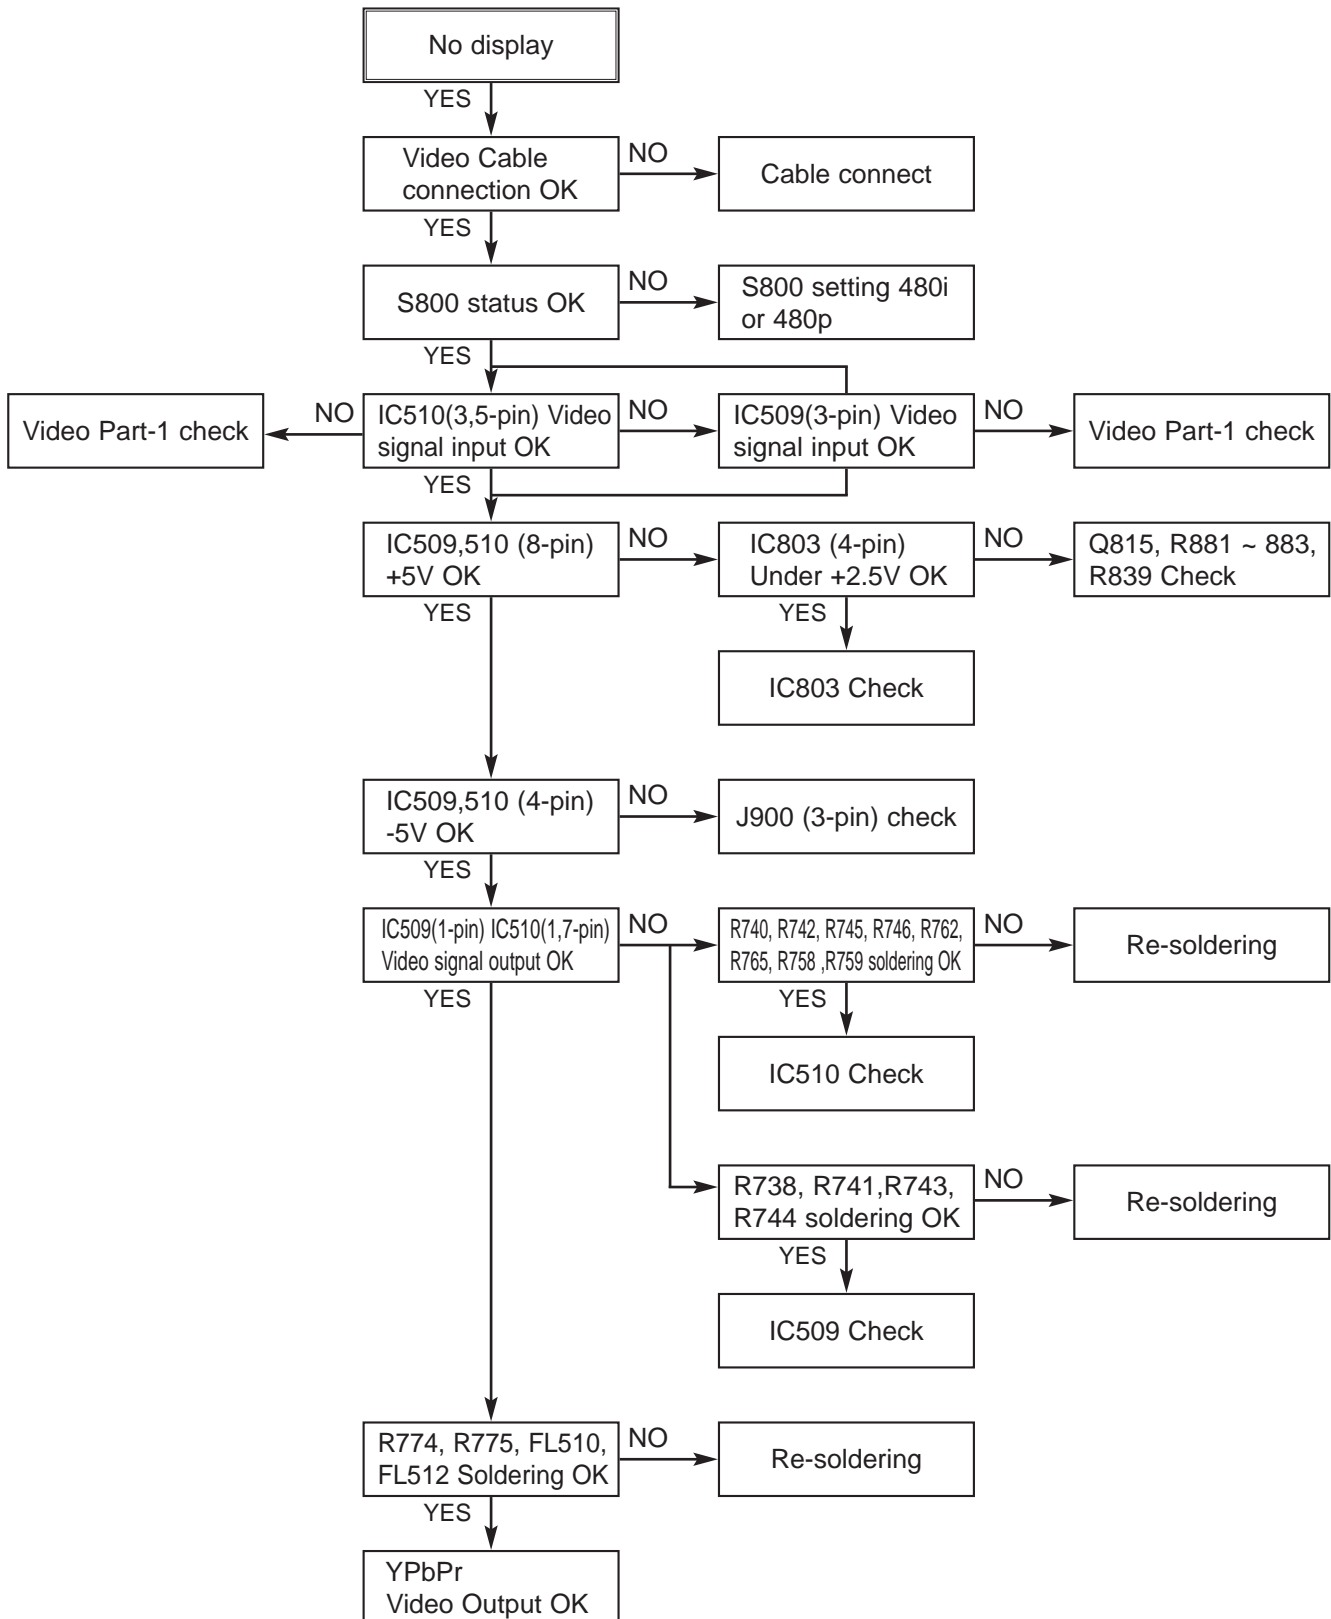 No display
YES
Video Cable
connection OK
NO
Cable connect
YES
S800 status OK
NO
S800 setting 480i
or 480p
YES
Video Part-1 check
NO
IC510(3,5-pin) Video
signal input OK
NO
IC509(3-pin) Video
signal input OK
NO
Video Part-1 check
YES
IC509,510 (8-pin)
+5V OK
NO
IC803 (4-pin)
Under +2.5V OK
NO
Q815, R881 ~ 883,
R839 Check
YES
YES
IC803 Check
IC509,510 (4-pin)
-5V OK
NO
J900 (3-pin) check
YES
IC509(1-pin) IC510(1,7-pin)
Video signal output OK
NO
R740, R742, R745, R746, R762,
R765, R758 ,R759 soldering OK
NO
Re-soldering
YES
YES
IC510 Check
R738, R741,R743,
R744 soldering OK
NO
Re-soldering
YES
IC509 Check
R774, R775, FL510,
FL512 Soldering OK
NO
Re-soldering
YES
YPbPr
Video Output OK